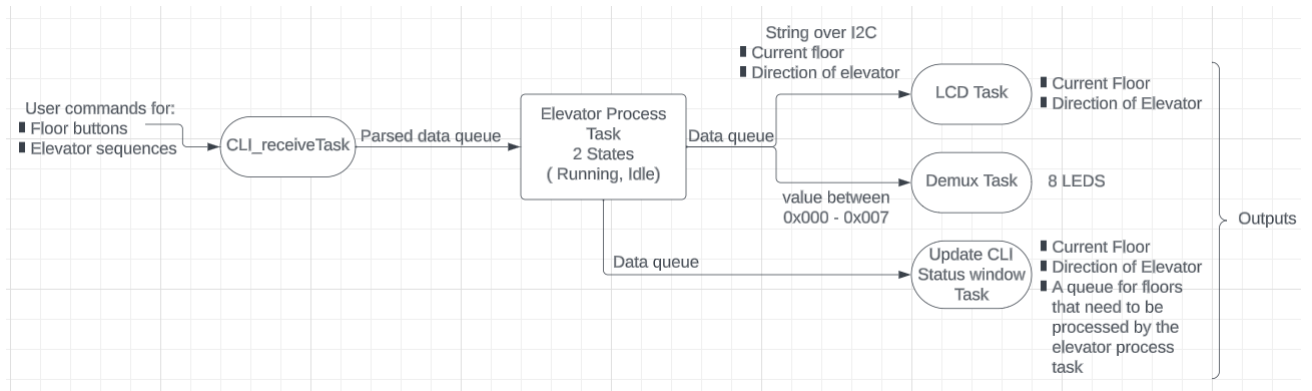 User commands for:
Floor buttons
Elevator sequences
CLI_receiveTask
Parsed data queue
Elevator Process
Task
2 States
( Running, Idle)
Data queue
String over I2C
Current floor
Direction of elevator
LCD Task
Current Floor
Direction of Elevator
value between
0x000 - 0x007
Demux Task
8 LEDS
Data queue
Update CLI
Status window
Task
Current Floor
Direction of Elevator
A queue for floors
that need to be
processed by the
elevator process
task
Outputs